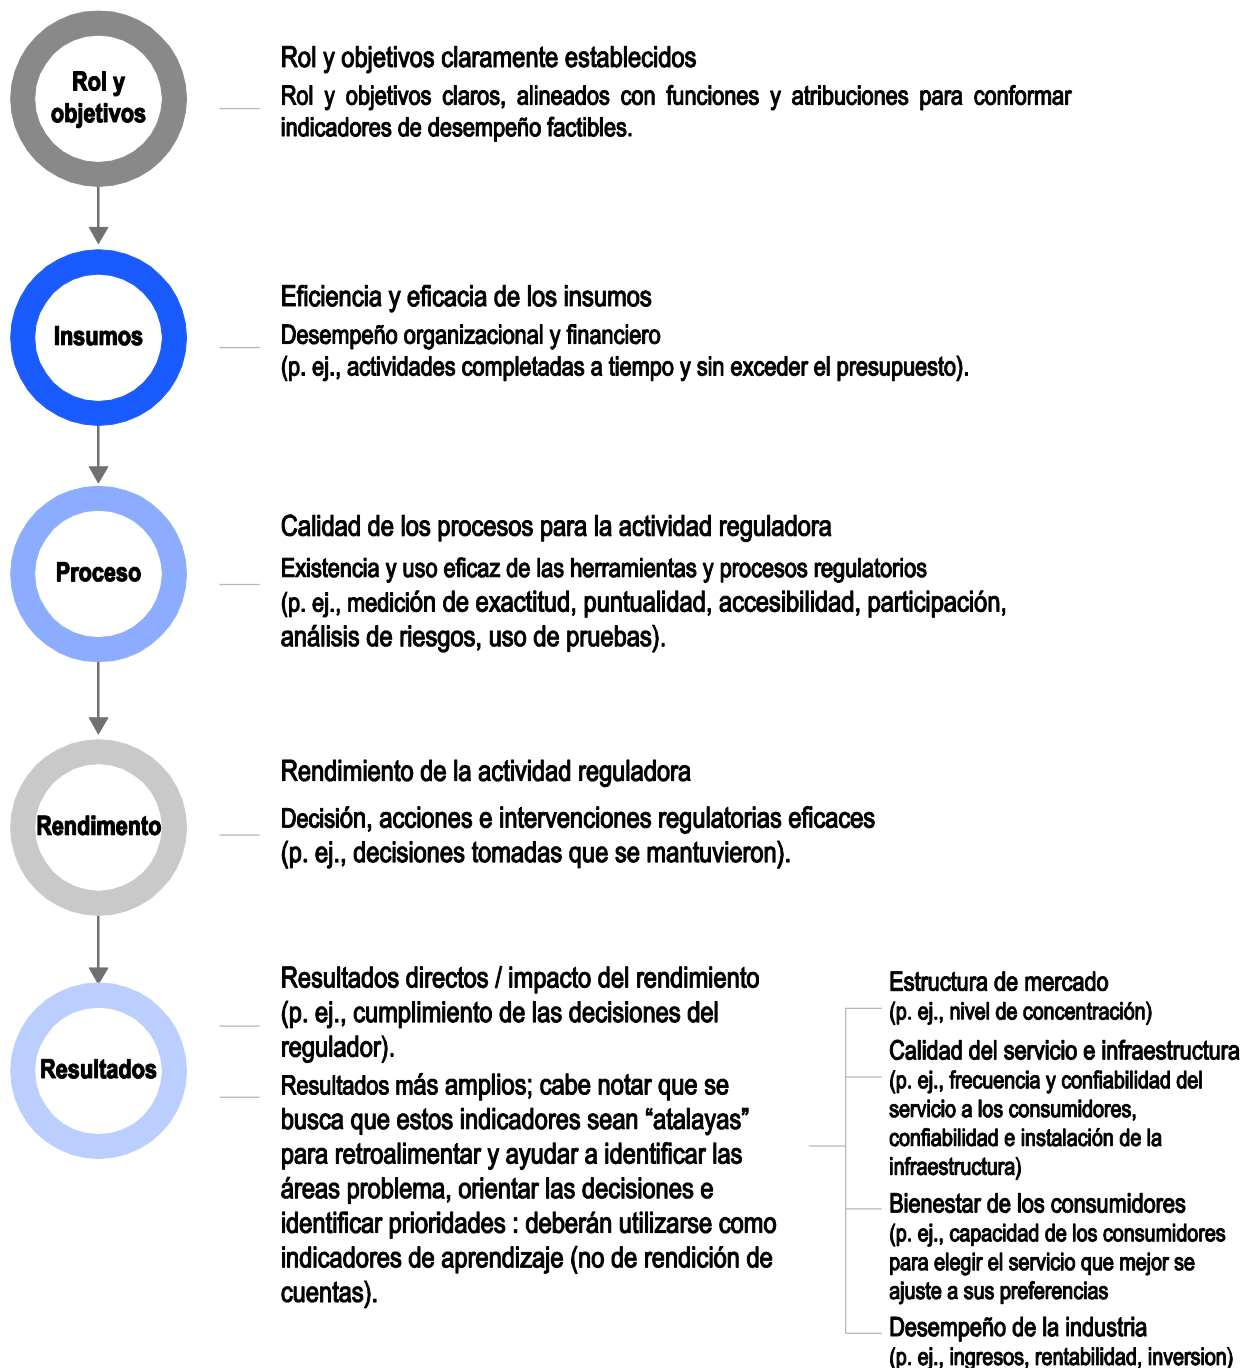 Rol y
objetivos
Rol y objetivos claramente establecidos
Rol y objetivos claros, alineados con funciones y atribuciones para conformar
indicadores de desempeño factibles.
Insumos
Eficiencia y eficacia de los insumos
Desempeño organizacional y financiero
(p. ej., actividades completadas a tiempo y sin exceder el presupuesto).
Proceso
Calidad de los procesos para la actividad reguladora
Existencia y uso eficaz de las herramientas y procesos regulatorios
(p. ej., medición de exactitud, puntualidad, accesibilidad, participación,
análisis de riesgos, uso de pruebas).
Rendimento
Rendimiento de la actividad reguladora
Decisión, acciones e intervenciones regulatorias eficaces
(p. ej., decisiones tomadas que se mantuvieron).
Resultados
Resultados directos / impacto del rendimiento
(p. ej., cumplimiento de las decisiones del
regulador).
Resultados más amplios; cabe notar que se
busca que estos indicadores sean “atalayas”
para retroalimentar y ayudar a identificar las
áreas problema, orientar las decisiones e
identificar prioridades : deberán utilizarse como
indicadores de aprendizaje (no de rendición de
cuentas).
Estructura de mercado
(p. ej., nivel de concentración)
Calidad del servicio e infraestructura
(p. ej., frecuencia y confiabilidad del
servicio a los consumidores,
confiabilidad e instalación de la
infraestructura)
Bienestar de los consumidores
(p. ej., capacidad de los consumidores
para elegir el servicio que mejor se
ajuste a sus preferencias
Desempeño de la industria
(p. ej., ingresos, rentabilidad, inversion)